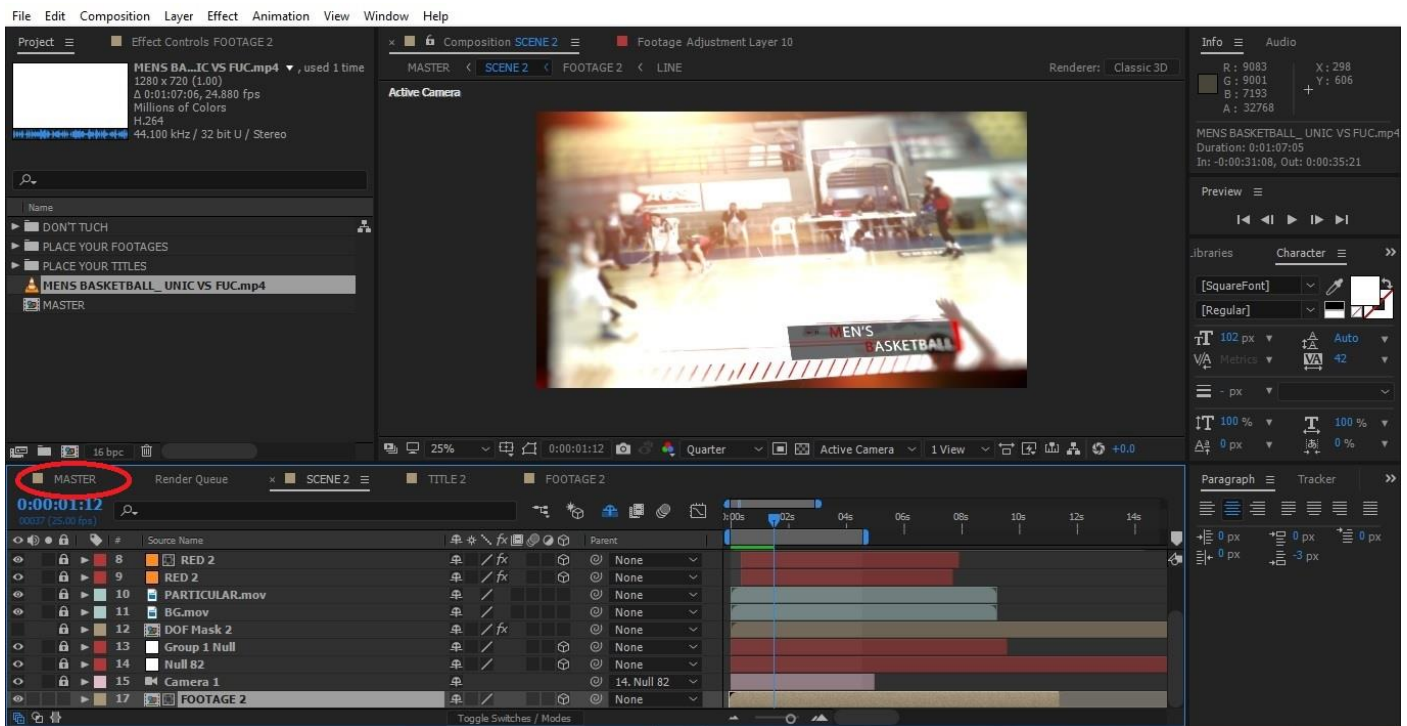 File Edit Composition Layer Effect Animation View Window Help
Project
Effect Controls FOOTAGE 2
MENS BA...IC VS FUC.mp4 , used 1 time
1280 x 720 (1.00)
Δ 0:01:07:06, 24.880 fps
Millions of Colors
H.264
44.100 kHz / 32 bit U / Stereo
Name
DON'T TUCH
PLACE YOUR FOOTAGES
PLACE YOUR TITLES
MENS BASKETBALL_ UNIC VS FUC.mp4
MASTER
16 bpc
Composition SCENE 2
Footage Adjustment Layer 10
MASTER SCENE 2 FOOTAGE 2 LINE
Renderer: Classic 3D
Active Camera
MEN'S
BASKETBALL
25% 0:00:01:12 Quarter Active Camera 1 View +0.0
Info Audio
R: 9083 X: 298
G: 9001 Y: 606
B: 7193
A: 32768
MENS BASKETBALL_ UNIC VS FUC.mp4
Duration: 0:01:07:05
In: -0:00:31:08, Out: 0:00:35:21
Preview
.ibraries Character
[SquareFont]
[Regular]
102 px Auto
Metrics 42
- px
100 % 100 %
0 px 0 %
Paragraph Tracker
0 px 0 px 0 px
0 px -3 px
MASTER Render Queue SCENE 2 TITLE 2 FOOTAGE 2
0:00:01:12
00037 (25.00 fps)
02s 04s 06s 08s 10s 12s 14s
# Source Name Parent
8 RED 2 None
9 RED 2 None
10 PARTICULAR.mov None
11 BG.mov None
12 DOF Mask 2 None
13 Group 1 Null None
14 Null 82 None
15 Camera 1 14. Null 82
17 FOOTAGE 2 None
Toggle Switches / Modes